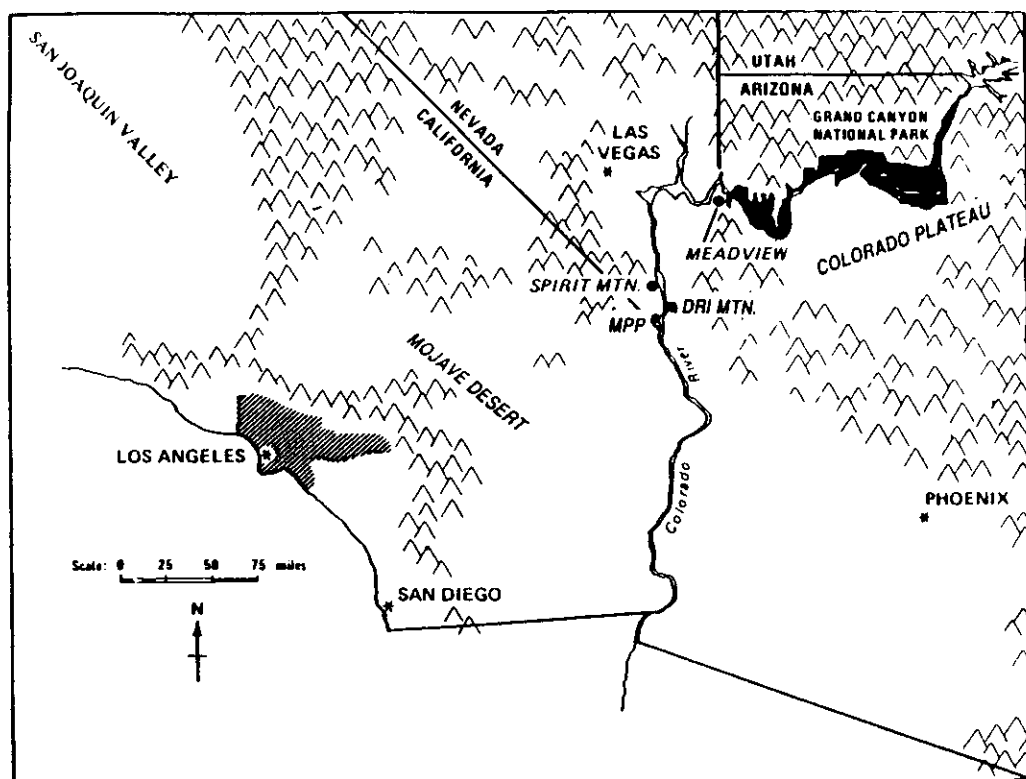 SAN JOAQUIN VALLEY
NEVADA
CALIFORNIA
UTAH
ARIZONA
GRAND CANYON
NATIONAL PARK
LAS
VEGAS
MEADVIEW
COLORADO PLATEAU
SPIRIT MTN.
DRI MTN.
MPP
MOJAVE DESERT
River
Colorado
LOS ANGELES
PHOENIX
Scale: 0 25 50 75 miles
SAN DIEGO
N